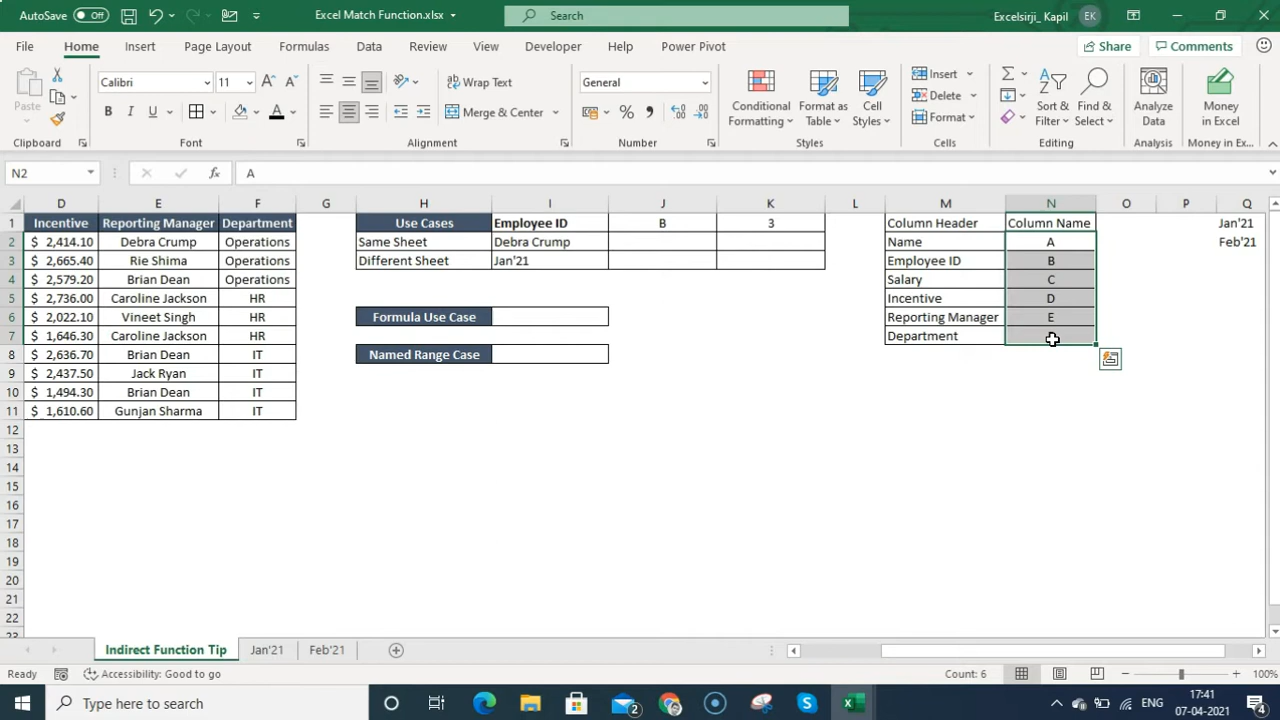 AutoSave Off Excel Match Function.xlsx Search Excelsirji_ Kapil EK
File Home Insert Page Layout Formulas Data Review View Developer Help Power Pivot Share Comments
Paste Calibri 11 Wrap Text General Conditional Formatting Format as Table Cell Styles Insert Delete Format Sort & Filter Find & Select Analyze Data Money in Excel
B I U A Merge & Center % 
Clipboard Font Alignment Number Styles Cells Editing Analysis Money in Ex...
N2 fx A
D E F G H I J K L M N O P Q
1 Incentive Reporting Manager Department Use Cases Employee ID B 3 Column Header Column Name Jan'21
2 $ 2,414.10 Debra Crump Operations Same Sheet Debra Crump Name A Feb'21
3 $ 2,665.40 Rie Shima Operations Different Sheet Jan'21 Employee ID B
4 $ 2,579.20 Brian Dean Operations Salary C
5 $ 2,736.00 Caroline Jackson HR Incentive D
6 $ 2,022.10 Vineet Singh HR Formula Use Case Reporting Manager E
7 $ 1,646.30 Caroline Jackson HR Department
8 $ 2,636.70 Brian Dean IT Named Range Case
9 $ 2,437.50 Jack Ryan IT
10 $ 1,494.30 Brian Dean IT
11 $ 1,610.60 Gunjan Sharma IT
12
13
14
15
16
17
18
19
20
21
22
23
Indirect Function Tip Jan'21 Feb'21
Ready Accessibility: Good to go Count: 6 100%
Type here to search 2 ENG 17:41
07-04-2021 4